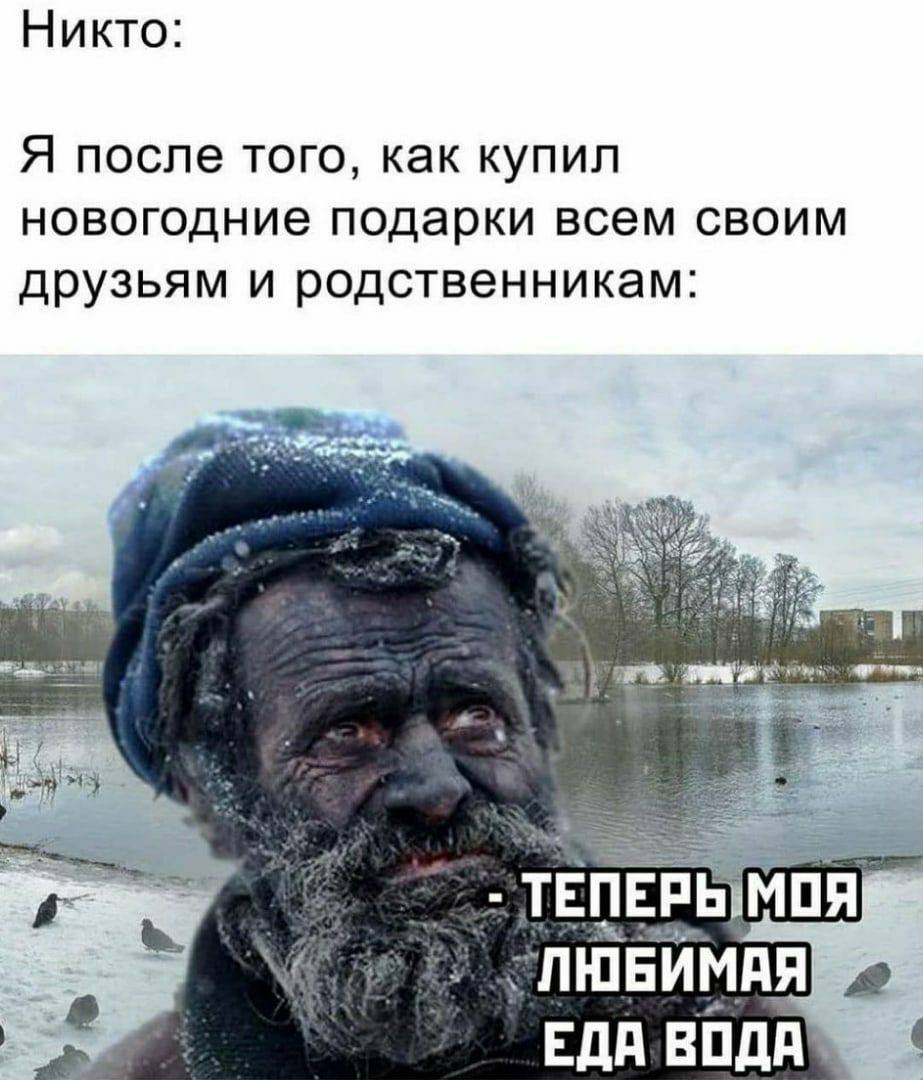 Никто:
Я после того, как купил
новогодние подарки всем своим
друзьям и родственникам:
- ТЕПЕРЬ МОЯ
ЛЮБИМАЯ
ЕДА ВОДА